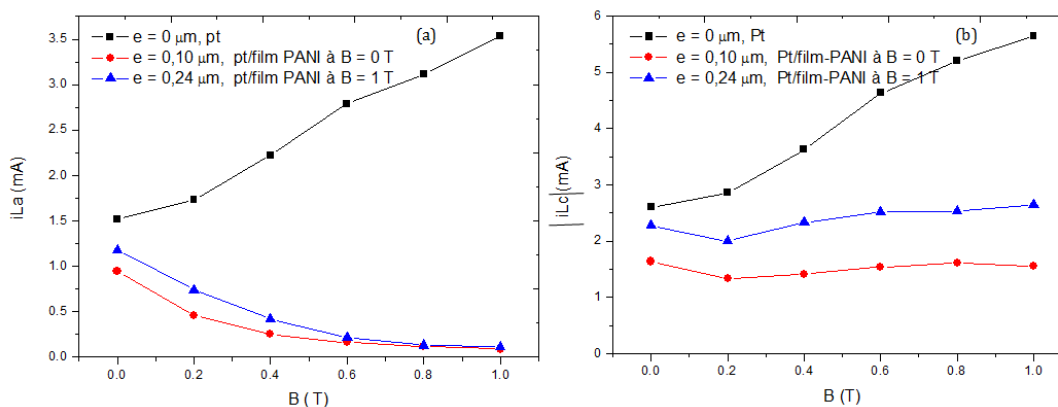 (a)
e = 0 μm, pt
e = 0,10 μm, pt/film PANI à B = 0 T
e = 0,24 μm, pt/film PANI à B = 1 T
iLa (mA)
3.5
3.0
2.5
2.0
1.5
1.0
0.5
0.0
0.0 0.2 0.4 0.6 0.8 1.0
B (T)
(b)
e = 0 μm, Pt
e = 0,10 μm, Pt/film-PANI à B = 0 T
e = 0,24 μm, Pt/film-PANI à B = 1 T
|iLc| (mA)
6
5
4
3
2
1
0
0.0 0.2 0.4 0.6 0.8 1.0
B (T)